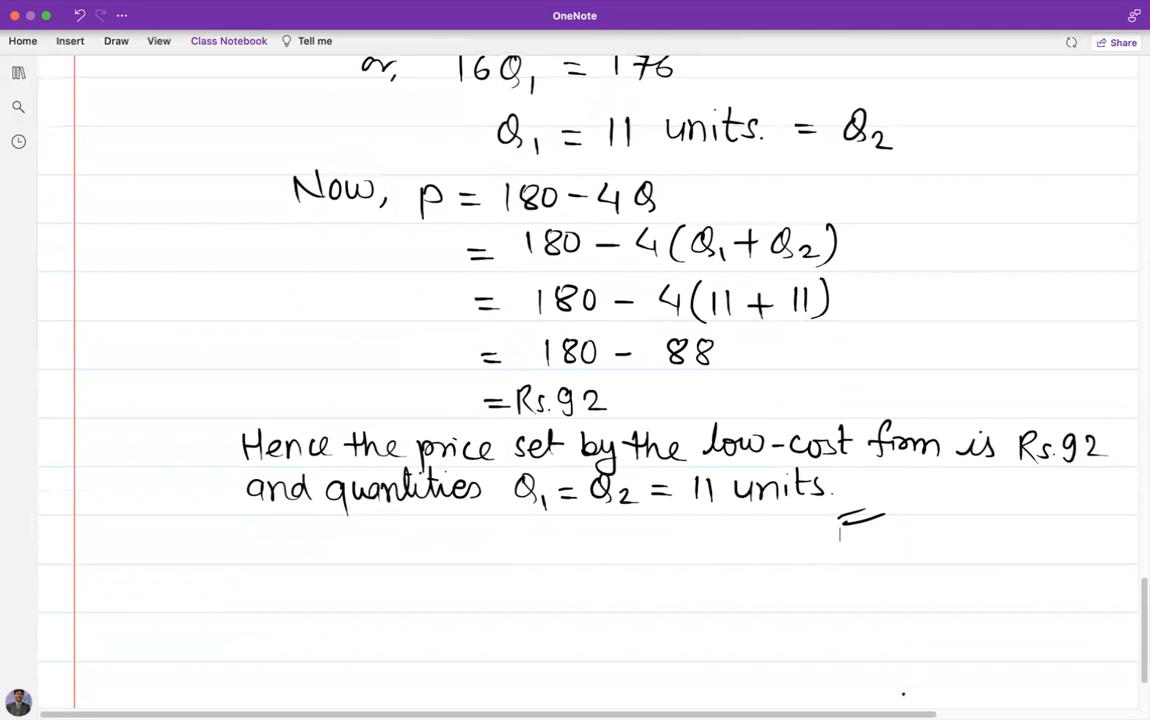 OneNote
Home Insert Draw View Class Notebook Tell me Share
or, 16Q₁ = 176
Q₁ = 11 units. = Q₂
Now, P = 180 - 4Q
= 180 - 4(Q₁ + Q₂)
= 180 - 4(11 + 11)
= 180 - 88
= Rs. 92
Hence the price set by the low-cost firm is Rs. 92
and quantities Q₁ = Q₂ = 11 units.